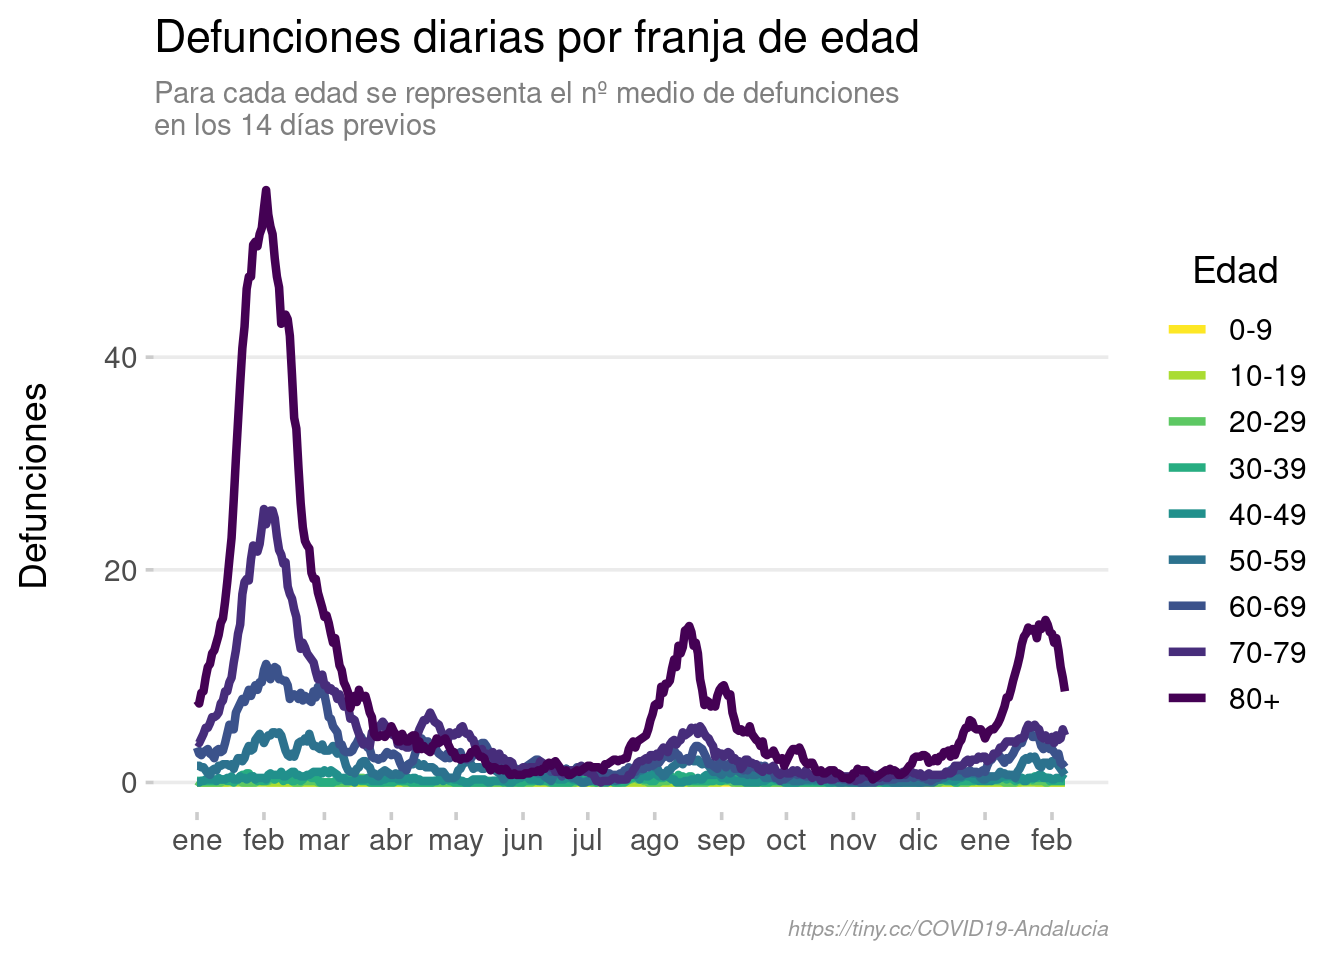 Defunciones diarias por franja de edad
Para cada edad se representa el nº medio de defunciones
en los 14 días previos
Defunciones
40
20
0
ene feb mar abr may jun jul ago sep oct nov dic ene feb
Edad
0-9
10-19
20-29
30-39
40-49
50-59
60-69
70-79
80+
https://tiny.cc/COVID19-Andalucia